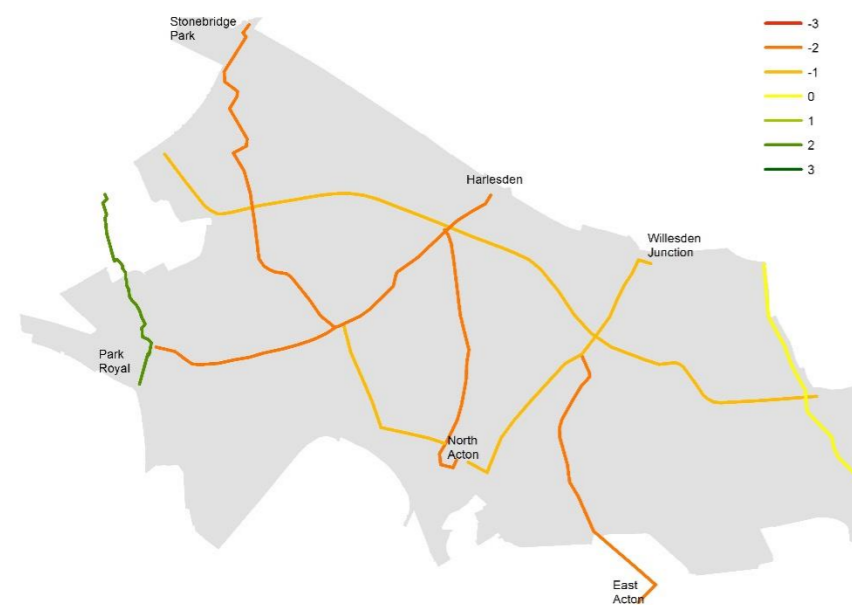 Stonebridge
Park
-3
-2
-1
0
1
2
3
Harlesden
Willesden
Junction
Park
Royal
North
Acton
East
Acton